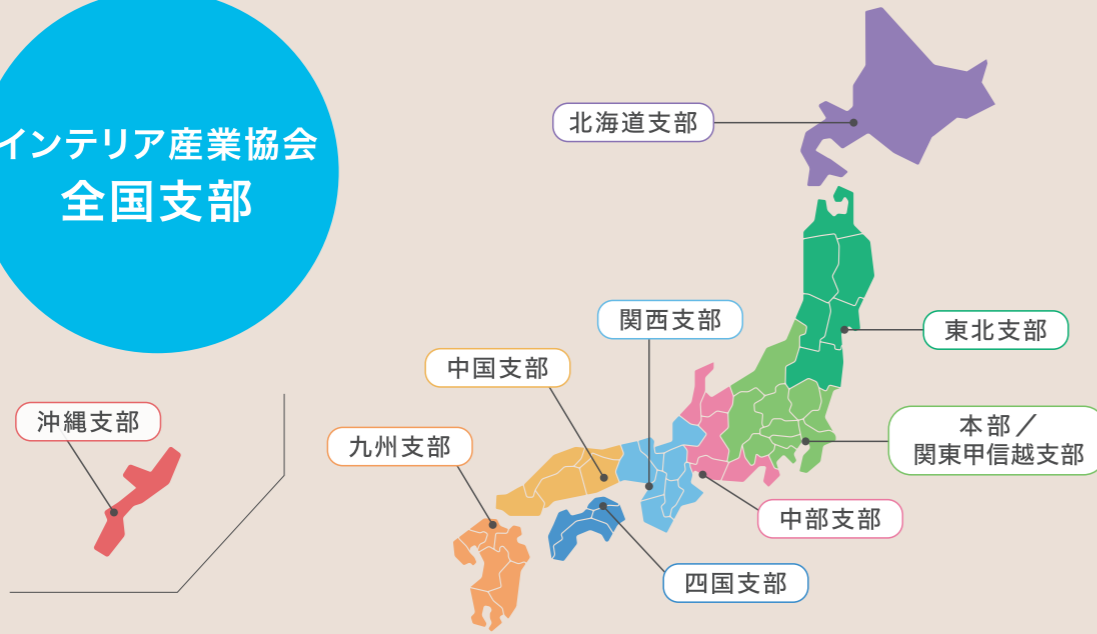 インテリア産業協会
全国支部
北海道支部
東北支部
関西支部
中国支部
本部／
関東甲信越支部
沖縄支部
九州支部
中部支部
四国支部